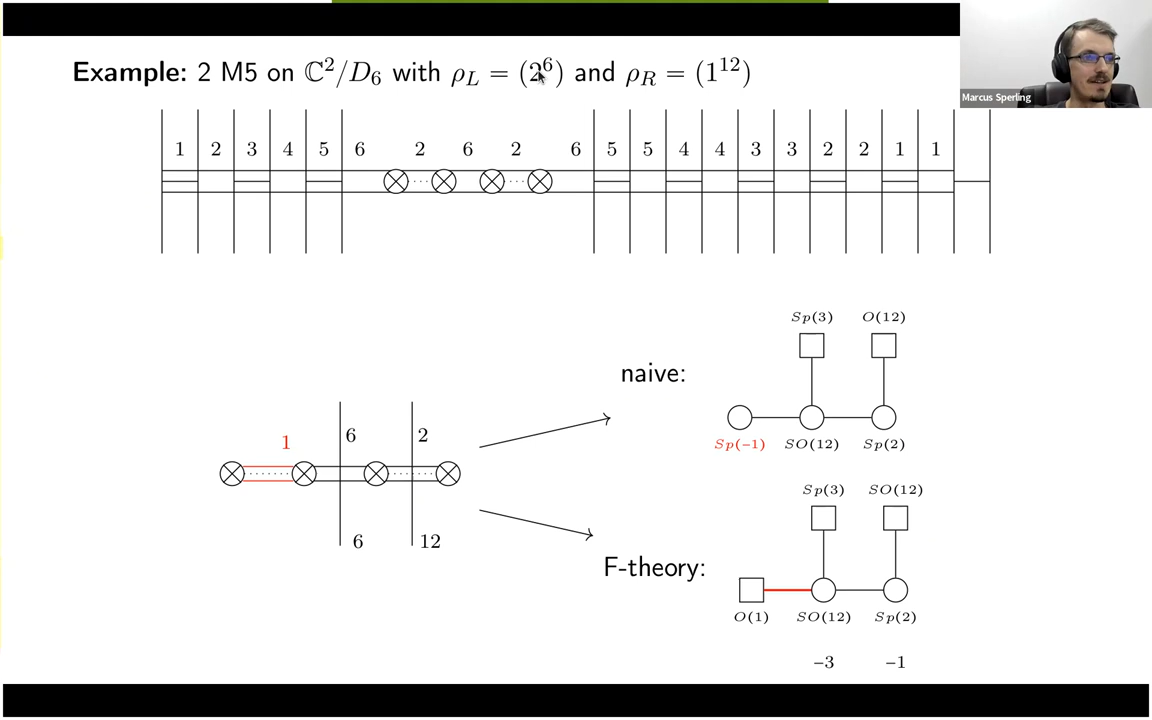 Example: 2 M5 on ℂ²/D₆ with ρ_L = (2⁶) and ρ_R = (1¹²)
Marcus Sperling
1 2 3 4 5 6 2 6 2 6 5 5 4 4 3 3 2 2 1 1
Sp(3) O(12)
naive:
Sp(−1) SO(12) Sp(2)
1 6 2
6 12
Sp(3) SO(12)
F-theory:
O(1) SO(12) Sp(2)
−3 −1